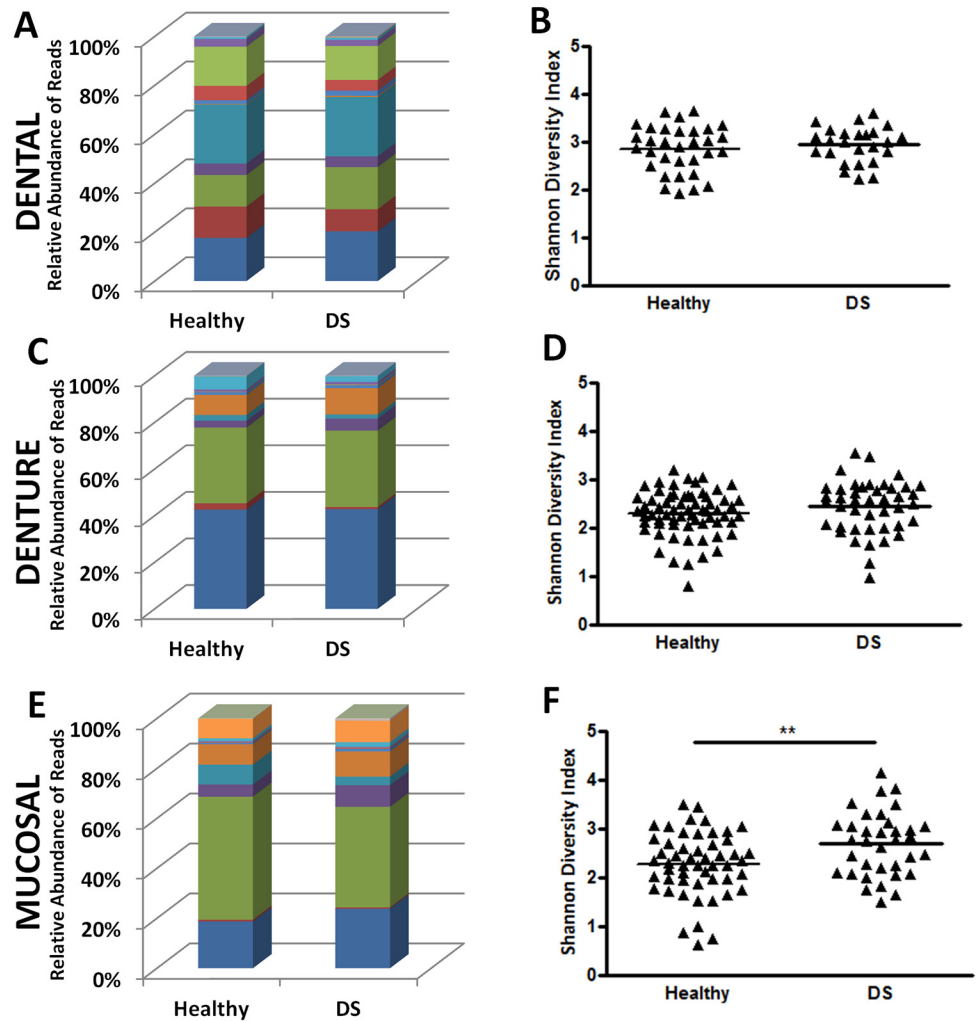 A
DENTAL
Relative Abundance of Reads
100%
80%
60%
40%
20%
0%
Healthy DS
B
Shannon Diversity Index
5
4
3
2
1
0
Healthy DS
C
DENTURE
Relative Abundance of Reads
100%
80%
60%
40%
20%
0%
Healthy DS
D
Shannon Diversity Index
5
4
3
2
1
0
Healthy DS
E
MUCOSAL
Relative Abundance of Reads
100%
80%
60%
40%
20%
0%
Healthy DS
F
Shannon Diversity Index
5
4
3
2
1
0
**
Healthy DS